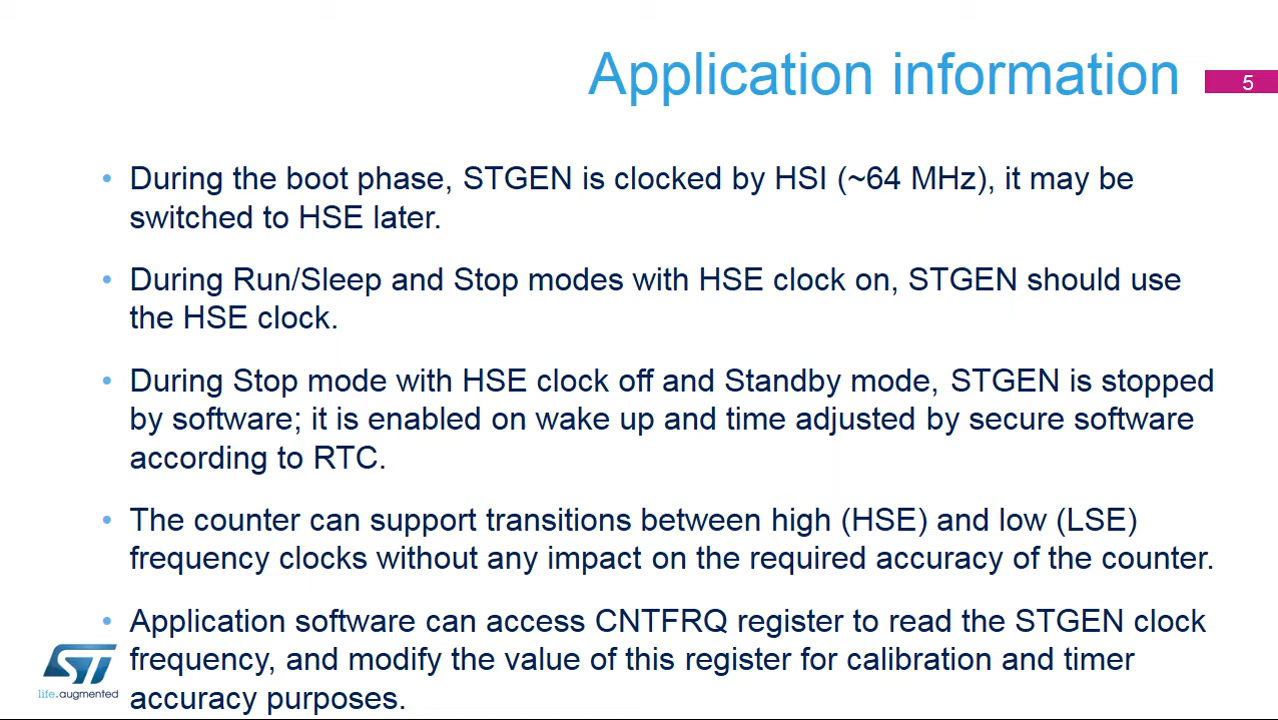 Application information
5
• During the boot phase, STGEN is clocked by HSI (~64 MHz), it may be
switched to HSE later.
• During Run/Sleep and Stop modes with HSE clock on, STGEN should use
the HSE clock.
• During Stop mode with HSE clock off and Standby mode, STGEN is stopped
by software; it is enabled on wake up and time adjusted by secure software
according to RTC.
• The counter can support transitions between high (HSE) and low (LSE)
frequency clocks without any impact on the required accuracy of the counter.
• Application software can access CNTFRQ register to read the STGEN clock
frequency, and modify the value of this register for calibration and timer
accuracy purposes.
ST
life.augmented